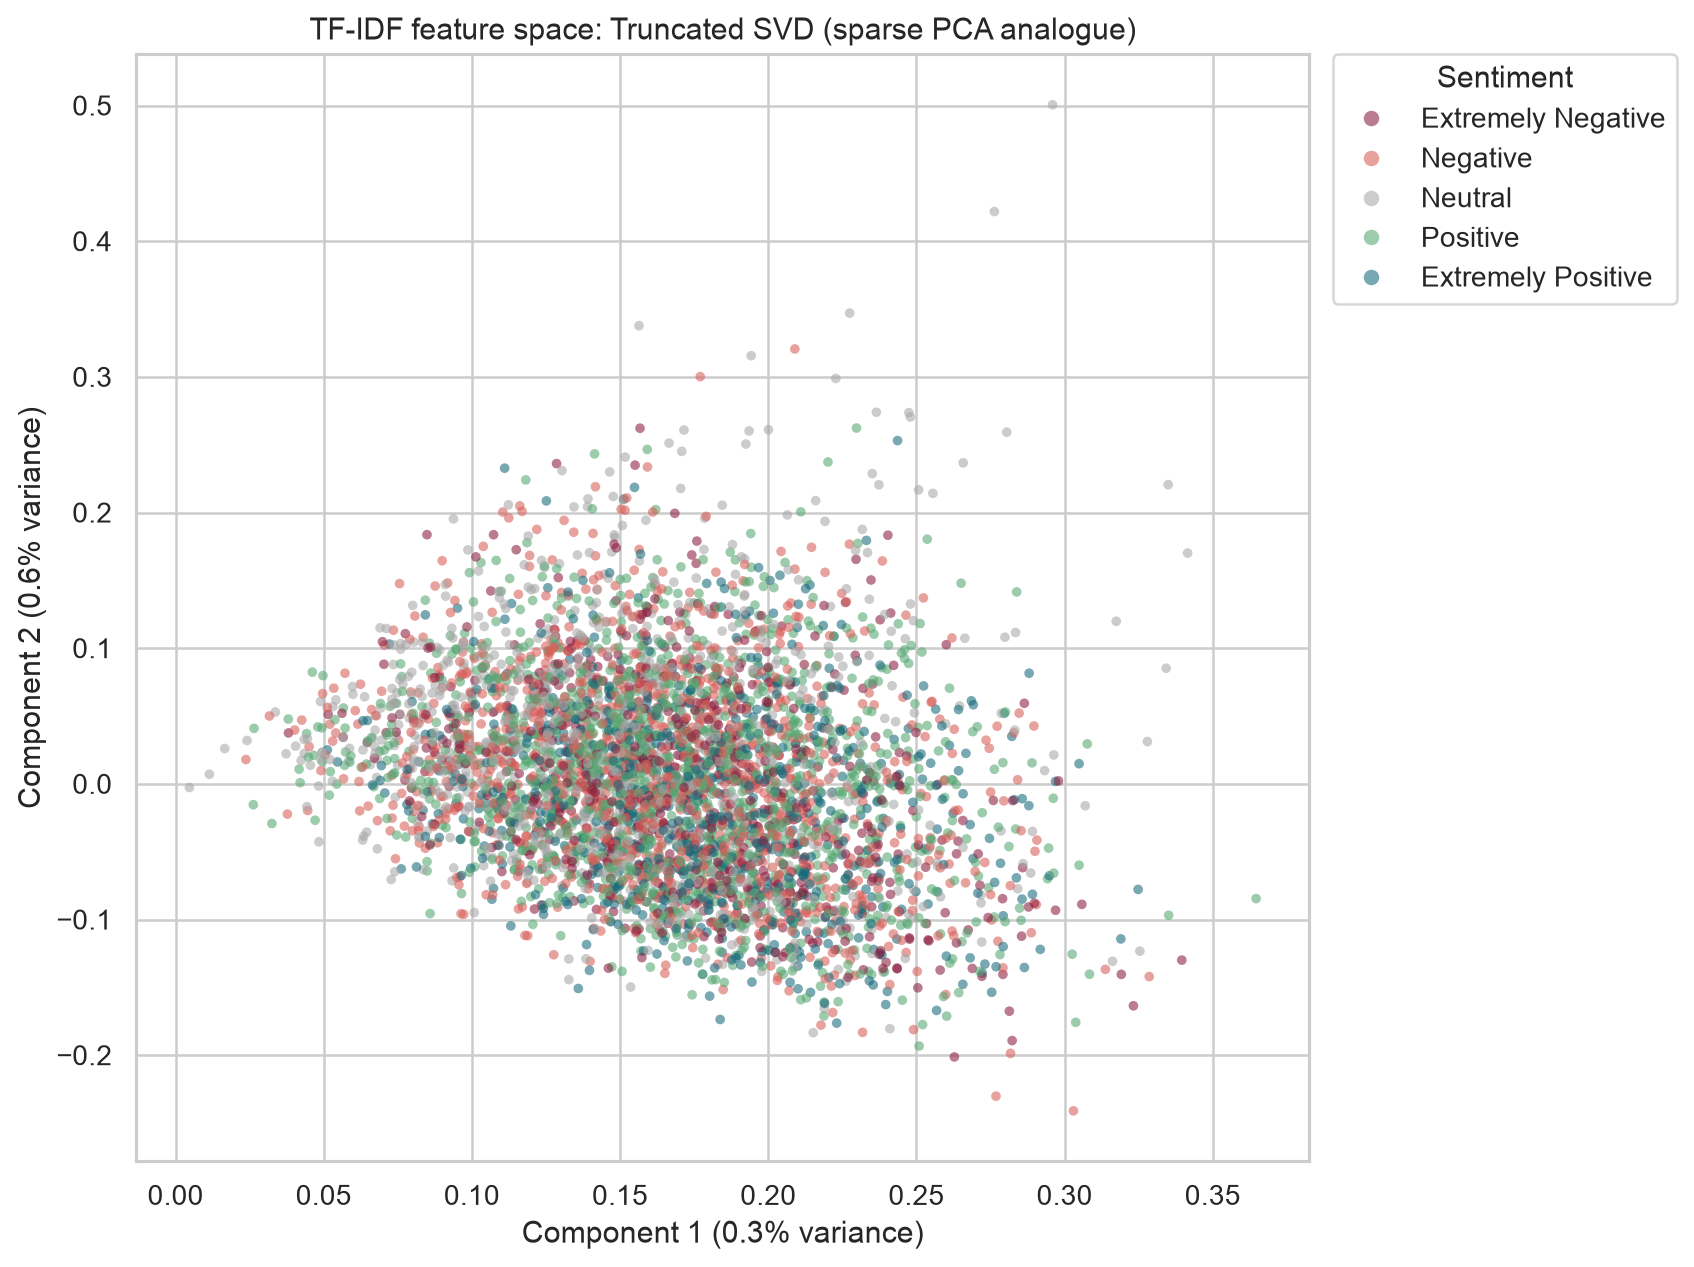 TF-IDF feature space: Truncated SVD (sparse PCA analogue)
Sentiment
Extremely Negative
Negative
Neutral
Positive
Extremely Positive
Component 2 (0.6% variance)
0.5
0.4
0.3
0.2
0.1
0.0
−0.1
−0.2
0.00 0.05 0.10 0.15 0.20 0.25 0.30 0.35
Component 1 (0.3% variance)